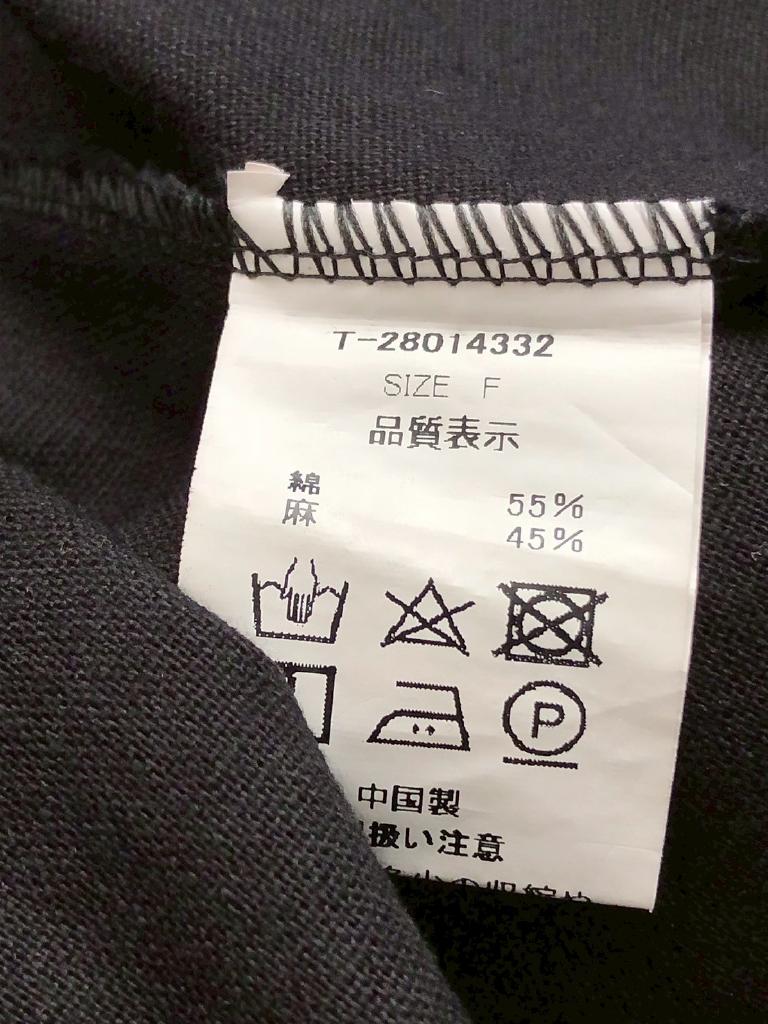 T-28014332
SIZE F
品質表示
綿 55%
麻 45%
P
中国製
扱い注意